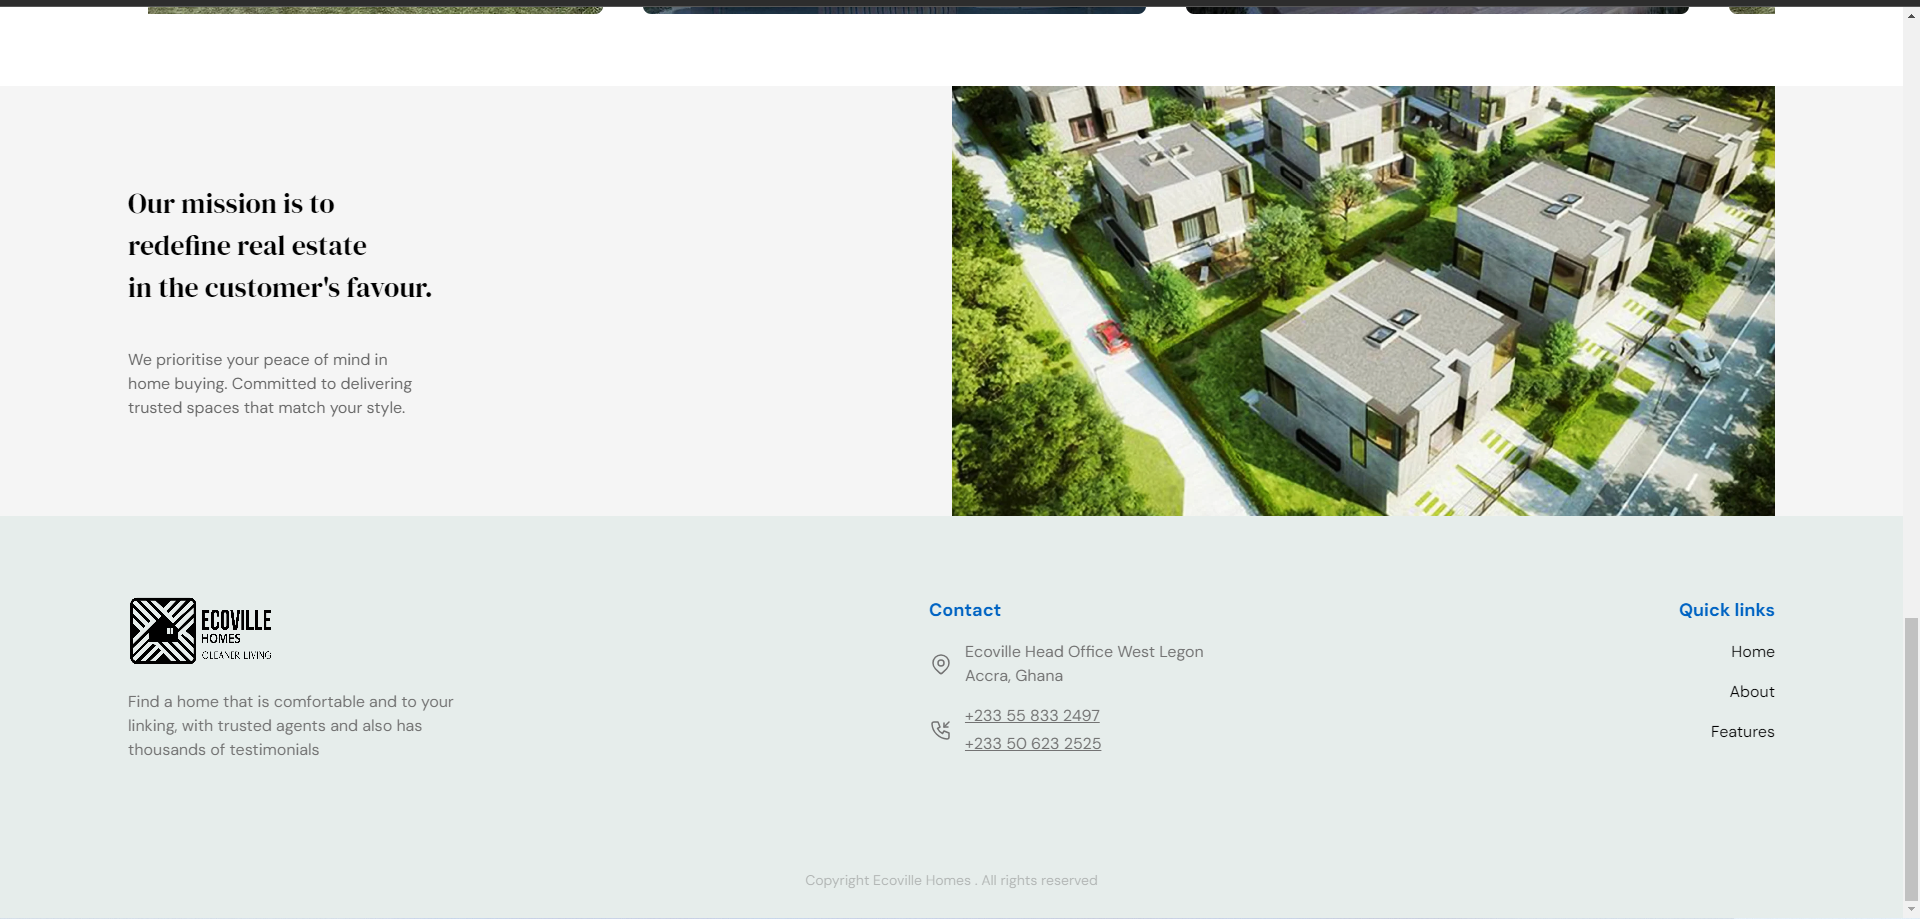 Our mission is to
redefine real estate
in the customer's favour.
We prioritise your peace of mind in
home buying. Committed to delivering
trusted spaces that match your style.
ECOVILLE
HOMES
CLEANER LIVING
Find a home that is comfortable and to your
linking, with trusted agents and also has
thousands of testimonials
Contact
Ecoville Head Office West Legon
Accra, Ghana
+233 55 833 2497
+233 50 623 2525
Quick links
Home
About
Features
Copyright Ecoville Homes . All rights reserved